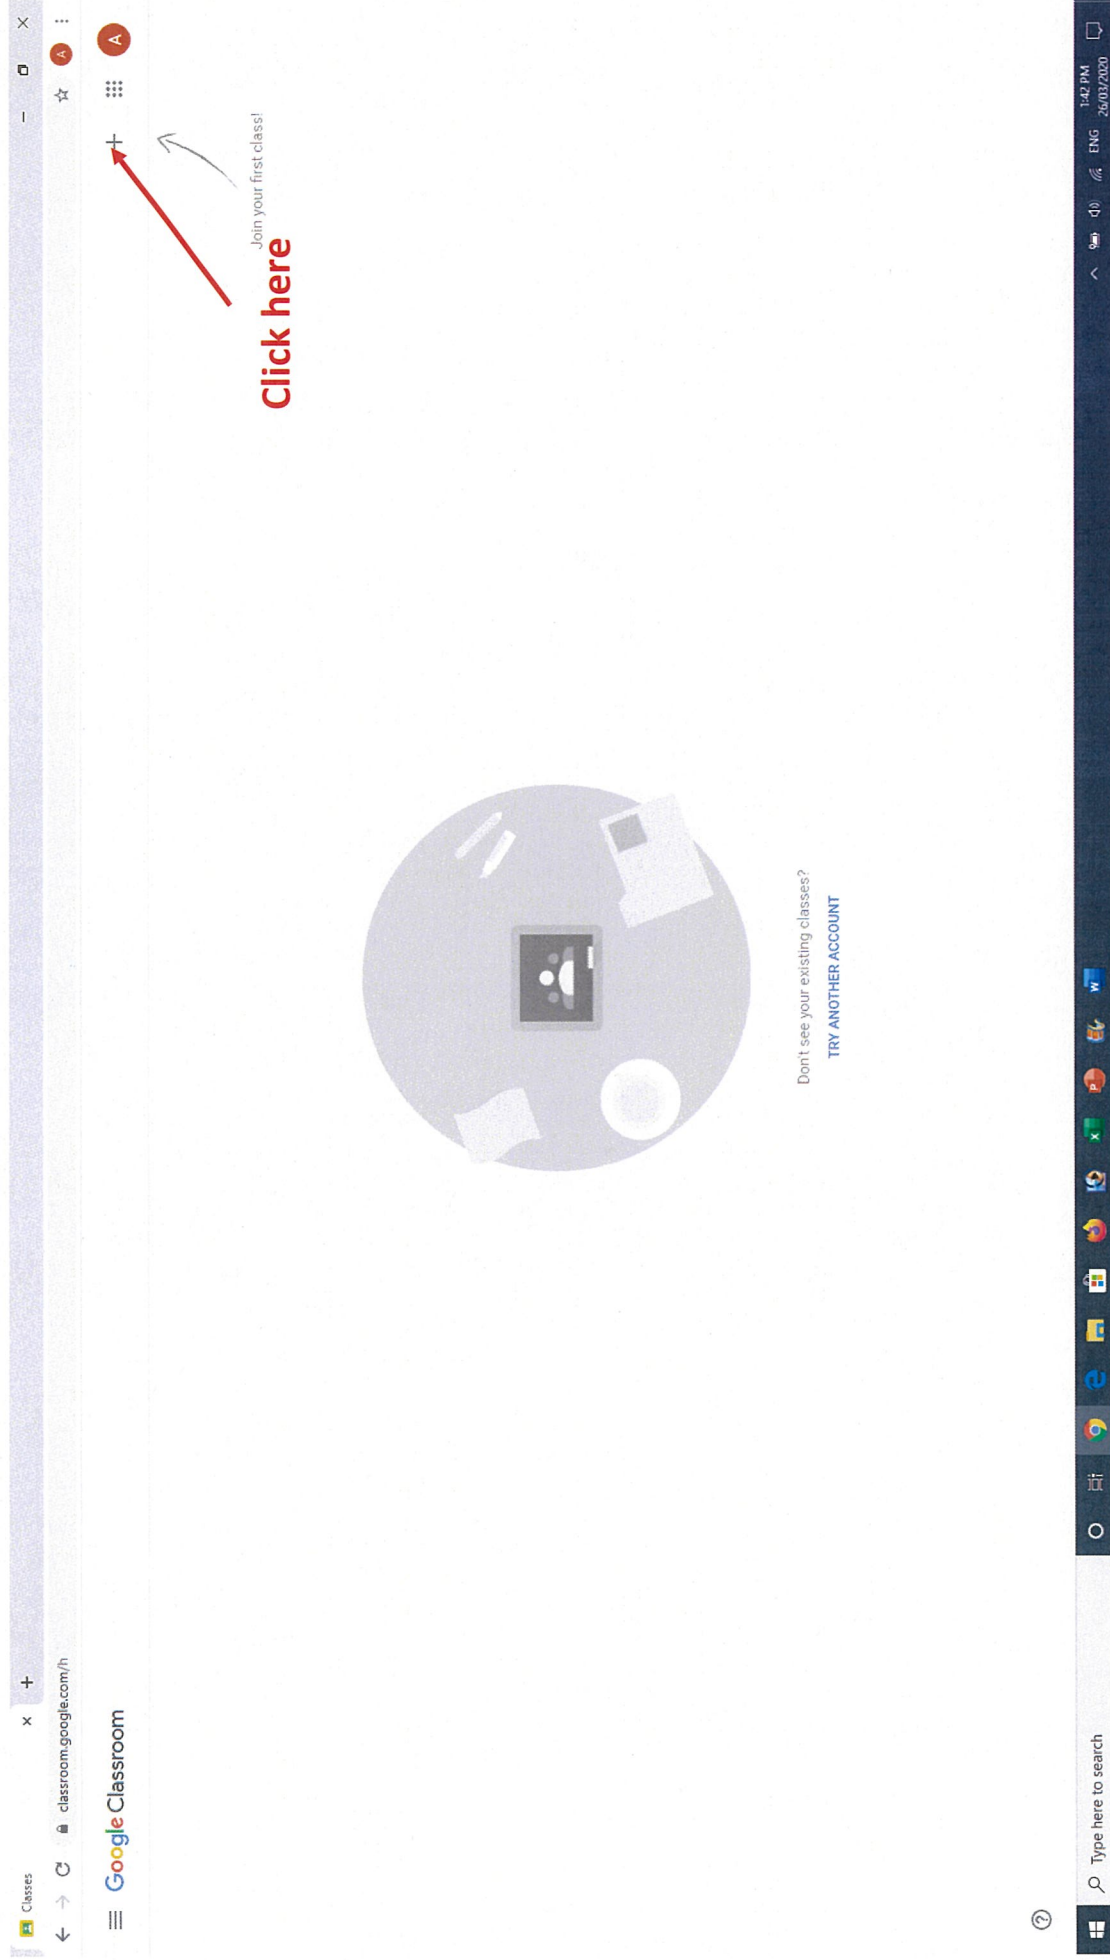 Classes
classroom.google.com/h
A
Google Classroom
A
Join your first class!
Click here
Don't see your existing classes?
TRY ANOTHER ACCOUNT
Type here to search
ENG
1:42 PM
26/03/2020